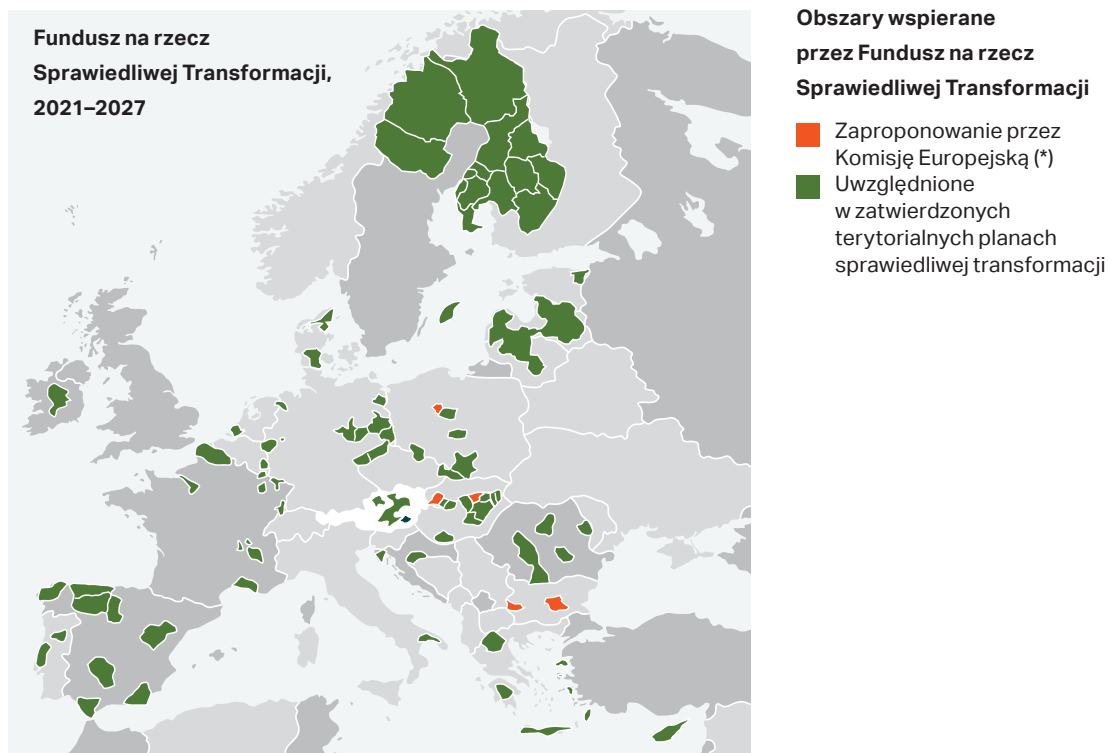 Fundusz na rzecz
Sprawiedliwej Transformacji,
2021–2027
Obszary wspierane
przez Fundusz na rzecz
Sprawiedliwej Transformacji
Zaproponowanie przez
Komisję Europejską (*)
Uwzględnione
w zatwierdzonych
terytorialnych planach
sprawiedliwej transformacji